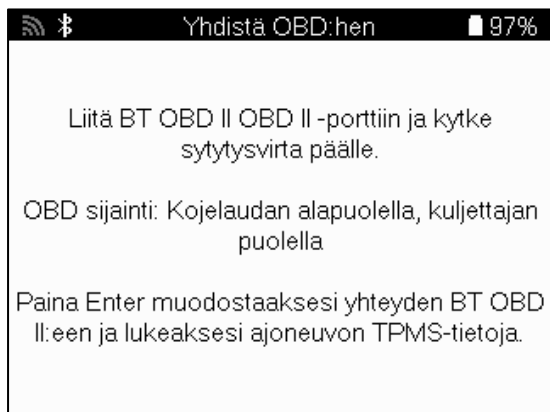 Yhdistä OBD:hen
97%
Liitä BT OBD II OBD II -porttiin ja kytke
sytytysvirta päälle.
OBD sijainti: Kojelaudan alapuolella, kuljettajan
puolella
Paina Enter muodostaaksesi yhteyden BT OBD
II:een ja lukeaksesi ajoneuvon TPMS-tietoja.